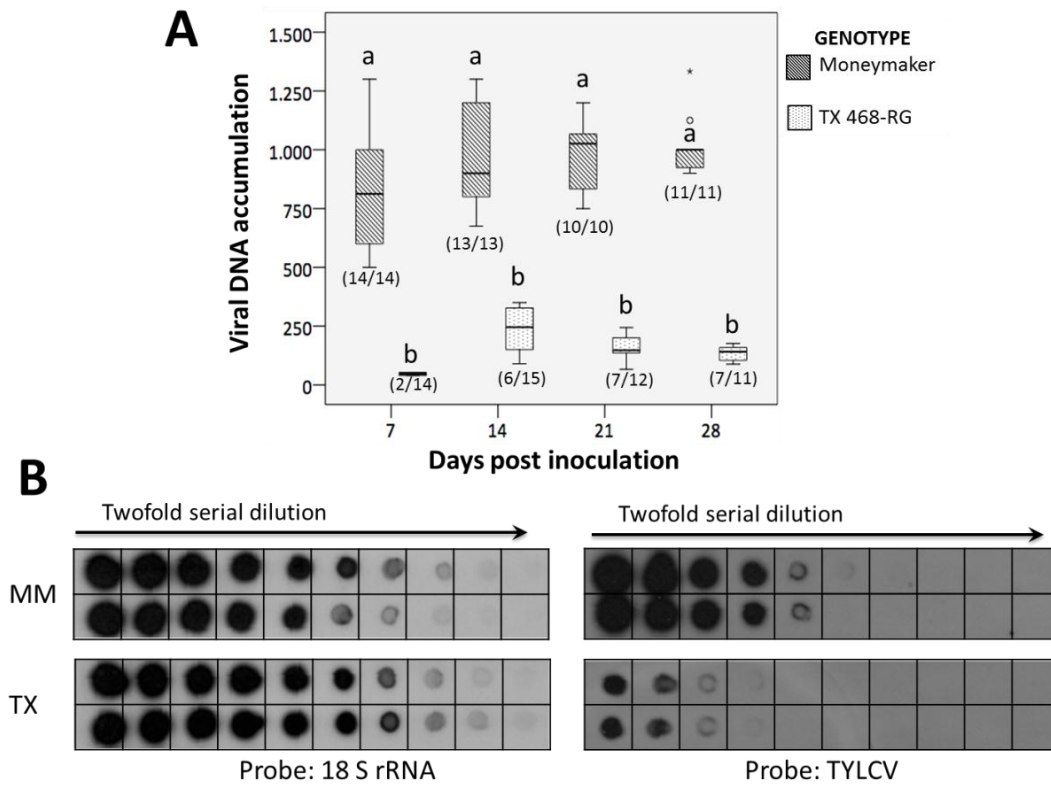 A
Viral DNA accumulation
1.500
1.250
1.000
750
500
250
0
a
a
a
a
(14/14)
(13/13)
(10/10)
(11/11)
b
b
b
b
(2/14)
(6/15)
(7/12)
(7/11)
7
14
21
28
Days post inoculation
GENOTYPE
Moneymaker
TX 468-RG
B
Twofold serial dilution
Twofold serial dilution
MM
TX
Probe: 18 S rRNA
Probe: TYLCV